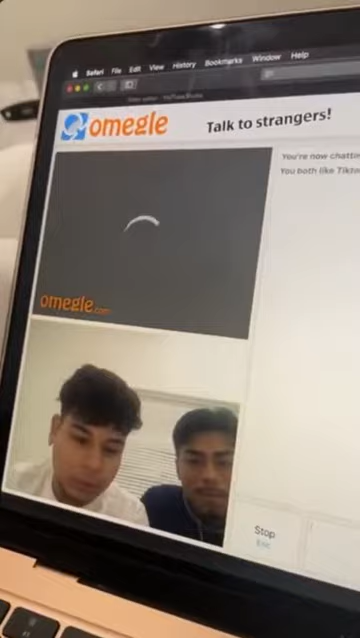 Safari File Edit View History Bookmarks Window Help
omegle Talk to strangers!
You're now chattin
You both like Tikto
omegle.com
Stop
Esc